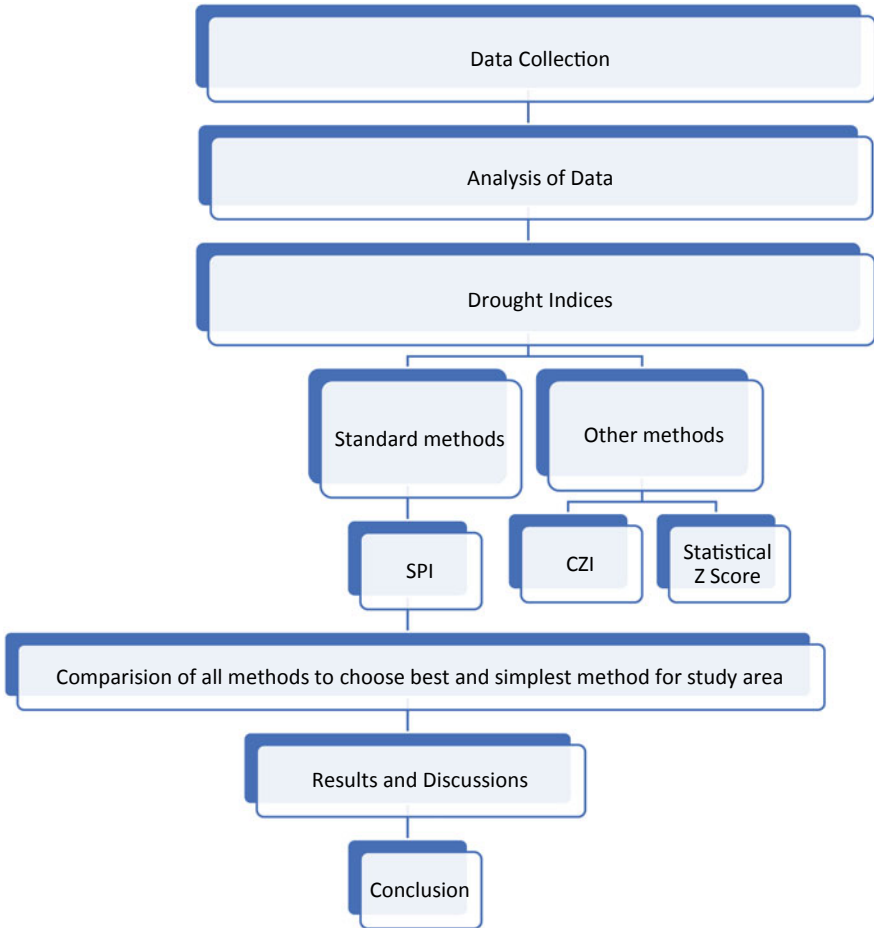 Data Collection
Analysis of Data
Drought Indices
Standard methods
Other methods
SPI
CZI
Statistical
Z Score
Comparision of all methods to choose best and simplest method for study area
Results and Discussions
Conclusion